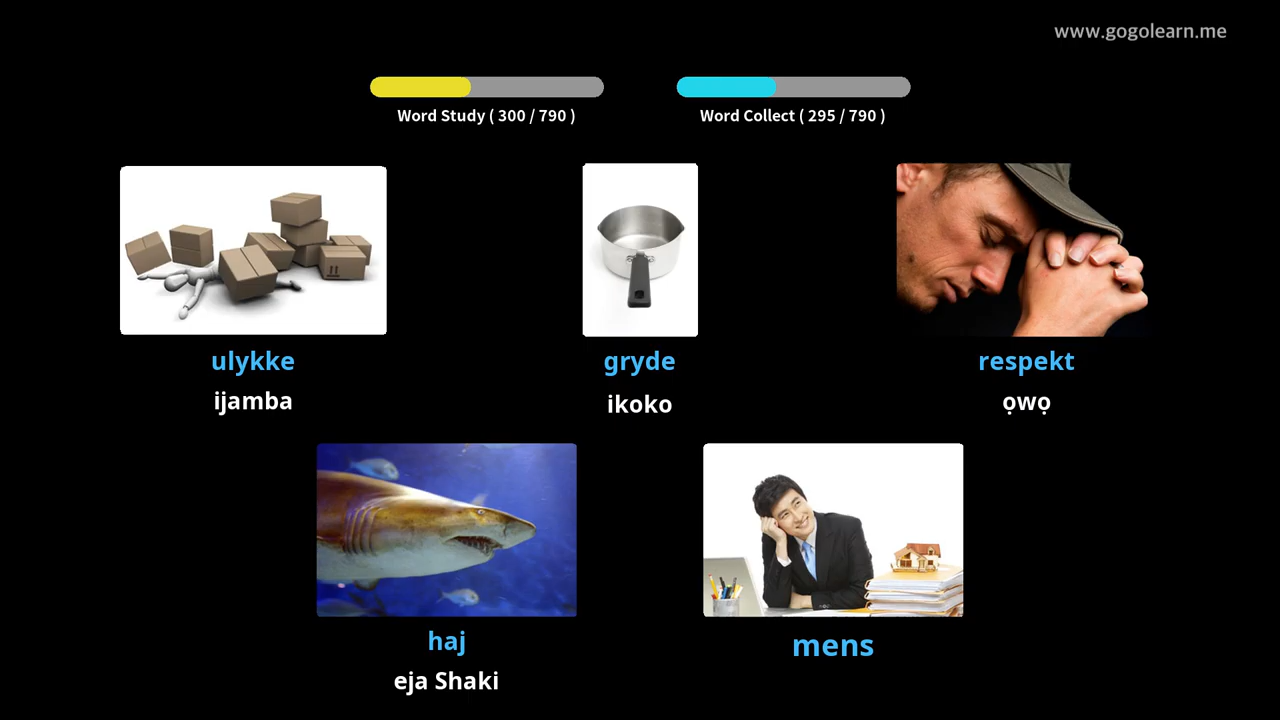 www.gogolearn.me
Word Study ( 300 / 790 )
Word Collect ( 295 / 790 )
ulykke
ijamba
gryde
ikoko
respekt
ọwọ
haj
eja Shaki
mens